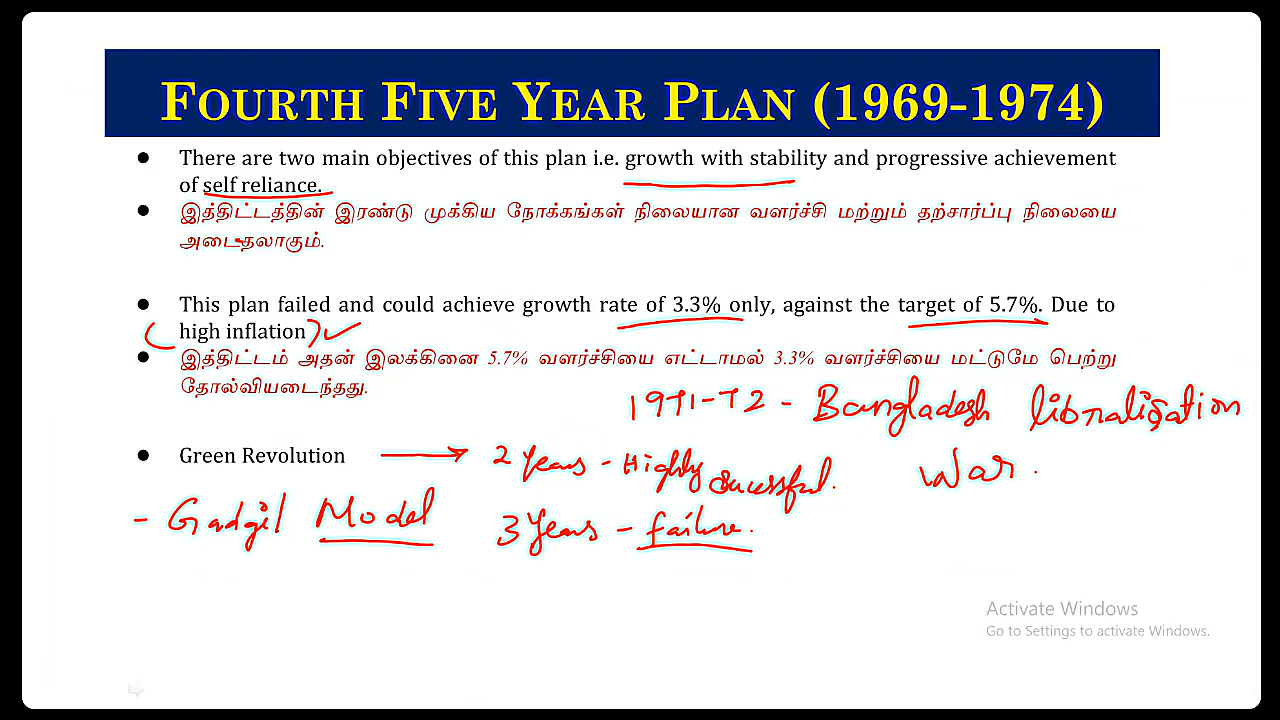 FOURTH FIVE YEAR PLAN (1969-1974)
● There are two main objectives of this plan i.e. growth with stability and progressive achievement
of self reliance.
● இத்திட்டத்தின் இரண்டு முக்கிய நோக்கங்கள் நிலையான வளர்ச்சி மற்றும் தற்சார்ப்பு நிலையை
அடைதலாகும்.
● This plan failed and could achieve growth rate of 3.3% only, against the target of 5.7%. Due to
(high inflation) ✓
● இத்திட்டம் அதன் இலக்கினை 5.7% வளர்ச்சியை எட்டாமல் 3.3% வளர்ச்சியை மட்டுமே பெற்று
தோல்வியடைந்தது.
1971-72 - Bangladesh libralization
War.
● Green Revolution → 2 Years - Highly sucessful.
- Gadgil Model
3 Years - failure.
Activate Windows
Go to Settings to activate Windows.